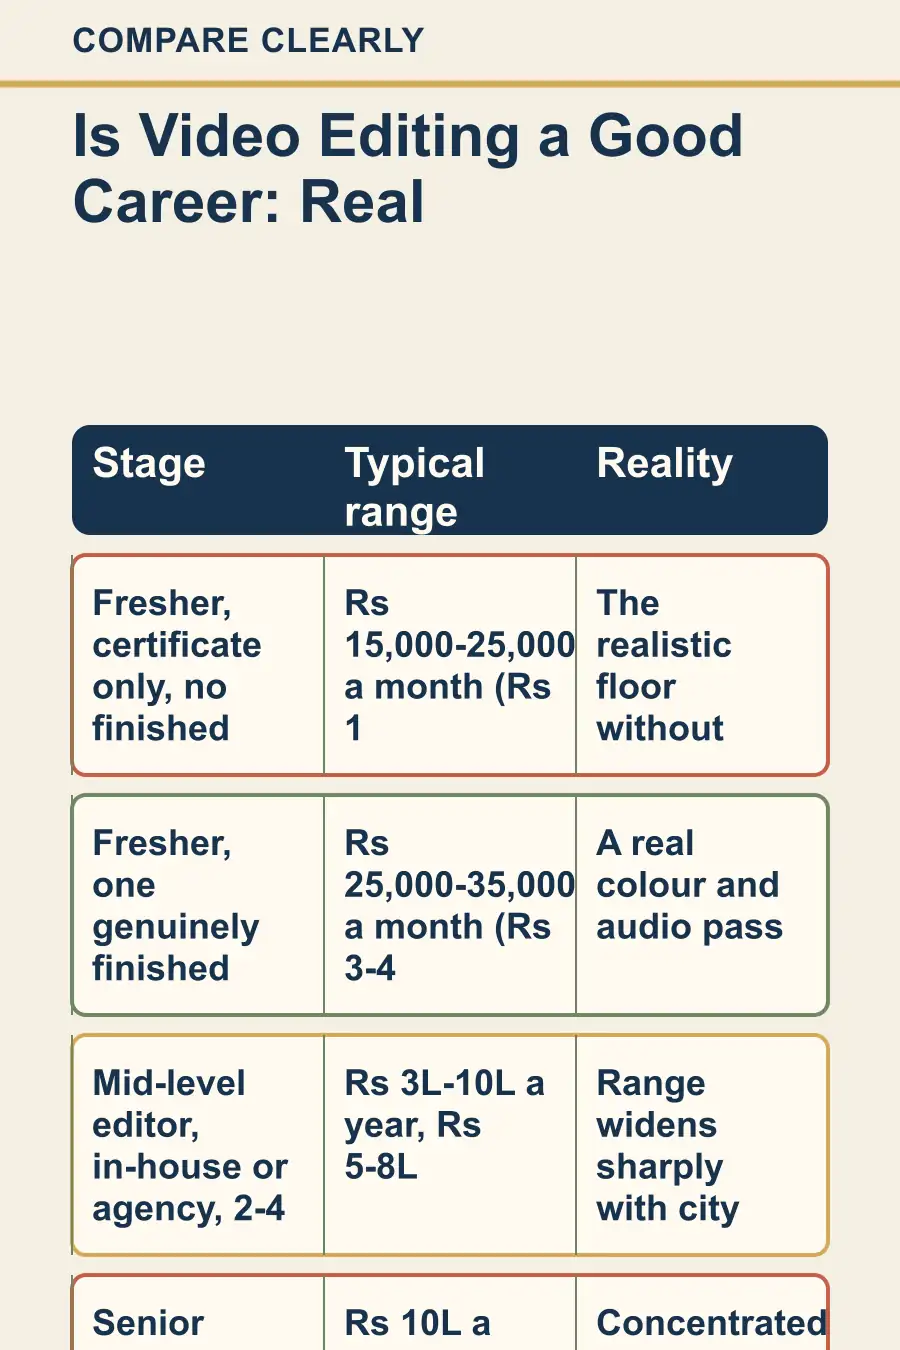 COMPARE CLEARLY
Is Video Editing a Good
Career: Real
Stage
Typical
range
Reality
Fresher,
certificate
only, no
finished
Rs
15,000-25,000
a month (Rs
1
The
realistic
floor
without
Fresher,
one
genuinely
finished
Rs
25,000-35,000
a month (Rs
3-4
A real
colour and
audio pass
Mid-level
editor,
in-house or
agency, 2-4
Rs 3L-10L a
year, Rs
5-8L
Range
widens
sharply
with city
Senior
Rs 10L a
Concentrated